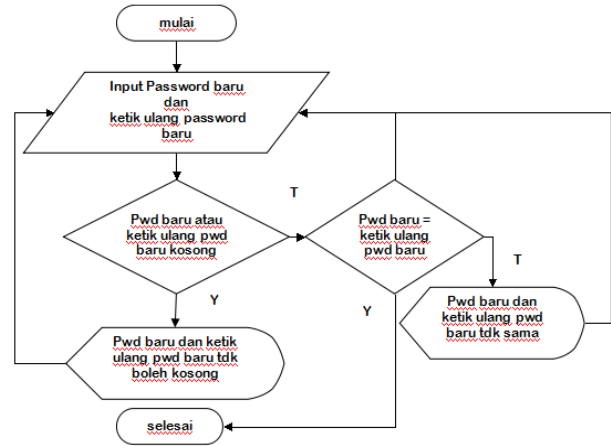 mulai
Input Password baru
dan
ketik ulang password
baru
T
Pwd baru atau
ketik ulang pwd
baru kosong
Pwd baru =
ketik ulang
pwd baru
T
Y
Y
Pwd baru dan
ketik ulang pwd
baru tdk sama
Pwd baru dan ketik
ulang pwd baru tdk
boleh kosong
selesai